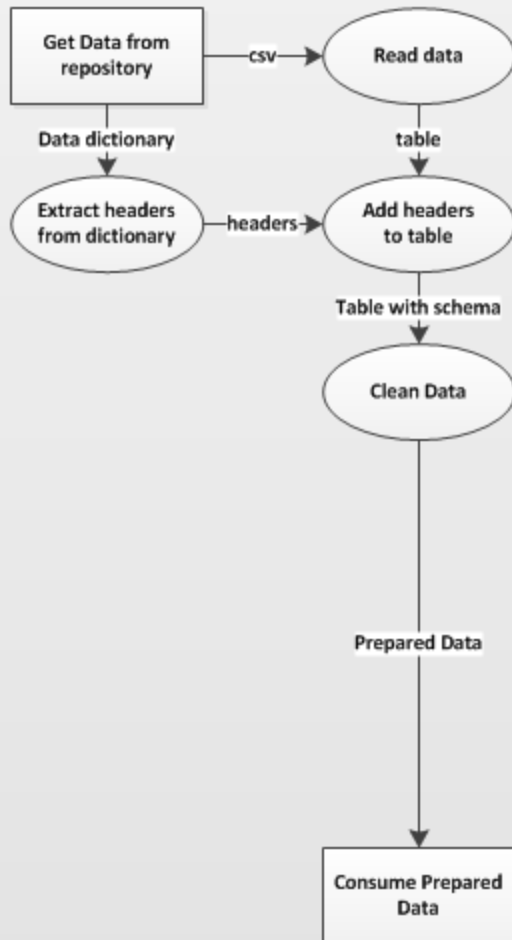 Get Data from
repository
csv
Read data
Data dictionary
table
Extract headers
from dictionary
headers
Add headers
to table
Table with schema
Clean Data
Prepared Data
Consume Prepared
Data